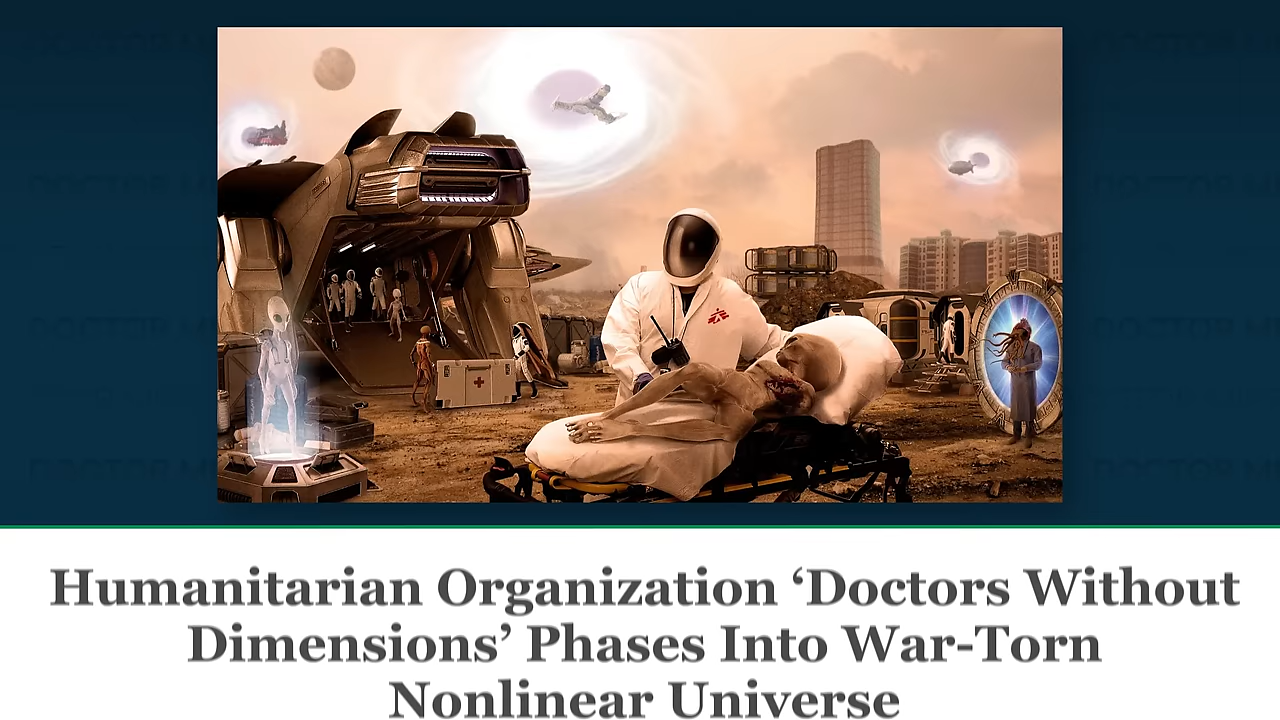 Humanitarian Organization ‘Doctors Without
Dimensions’ Phases Into War-Torn
Nonlinear Universe